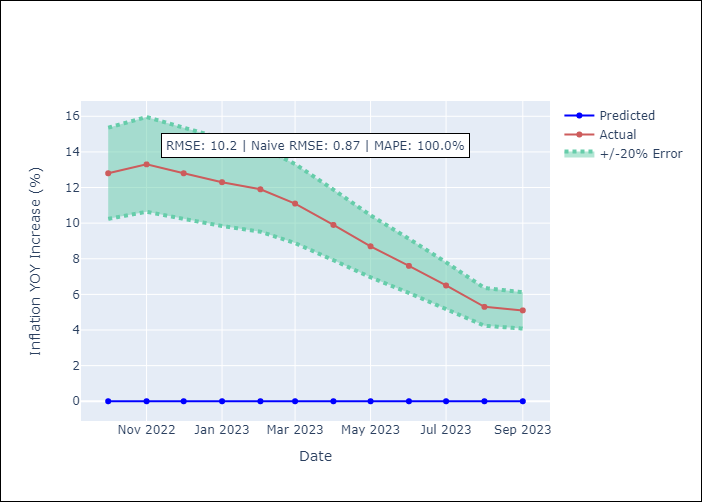 Predicted
Actual
+/-20% Error
RMSE: 10.2 | Naive RMSE: 0.87 | MAPE: 100.0%
Inflation YOY Increase (%)
16
14
12
10
8
6
4
2
0
Nov 2022 Jan 2023 Mar 2023 May 2023 Jul 2023 Sep 2023
Date